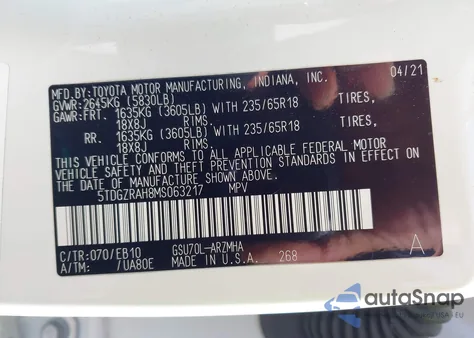 MFD.BY:TOYOTA MOTOR MANUFACTURING, INDIANA, INC. 04/21
GVWR:2645KG (5830LB)
GAWR:FRT. 1635KG (3605LB) WITH 235/65R18 TIRES,
18X8J RIMS.
RR. 1635KG (3605LB) WITH 235/65R18 TIRES,
18X8J RIMS.
THIS VEHICLE CONFORMS TO ALL APPLICABLE FEDERAL MOTOR
VEHICLE SAFETY AND THEFT PREVENTION STANDARDS IN EFFECT
ON THE DATE OF MANUFACTURE SHOWN ABOVE.
5TDGZRAH8MS063217 MPV
C/TR:070/EB10 GSU70L-ARZMHA A
A/TM: /UA80E MADE IN U.S.A. 268
autoSnap